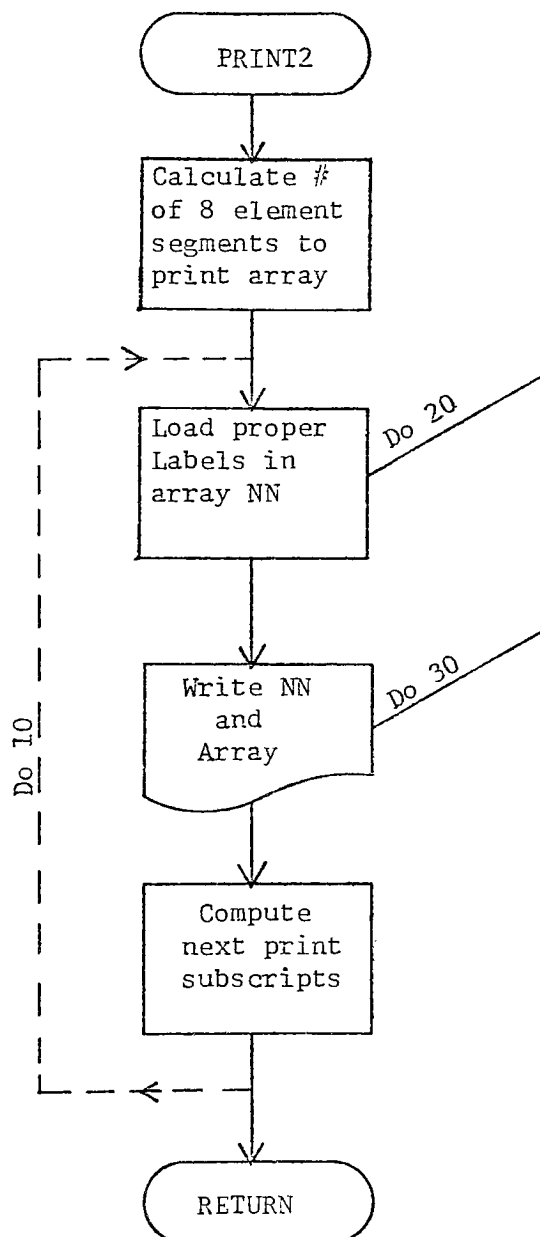 PRINT2
Calculate #
of 8 element
segments to
print array
Load proper
Labels in
array NN
Do 20
Write NN
and
Array
Do 30
Do 10
Compute
next print
subscripts
RETURN